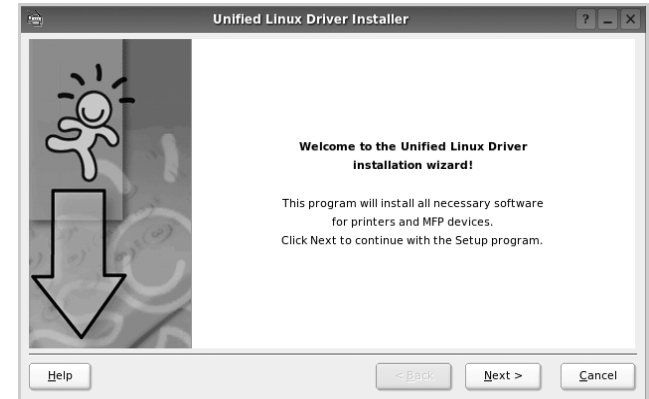 Unified Linux Driver Installer
Welcome to the Unified Linux Driver
installation wizard!
This program will install all necessary software
for printers and MFP devices.
Click Next to continue with the Setup program.
Help
< Back
Next >
Cancel